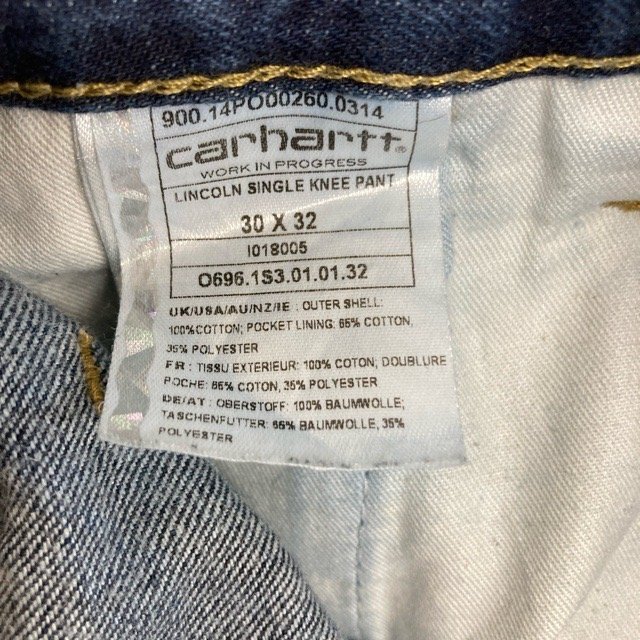 900.14PO00260.0314
carhartt®
WORK IN PROGRESS
LINCOLN SINGLE KNEE PANT
30 X 32
I018005
O696.1S3.01.01.32
UK/USA/AU/NZ/IE : OUTER SHELL:
100%COTTON; POCKET LINING: 65% COTTON,
35% POLYESTER
FR : TISSU EXTERIEUR: 100% COTON; DOUBLURE
POCHE: 65% COTON, 35% POLYESTER
DE/AT : OBERSTOFF: 100% BAUMWOLLE;
TASCHENFUTTER: 65% BAUMWOLLE, 35%
POLYESTER